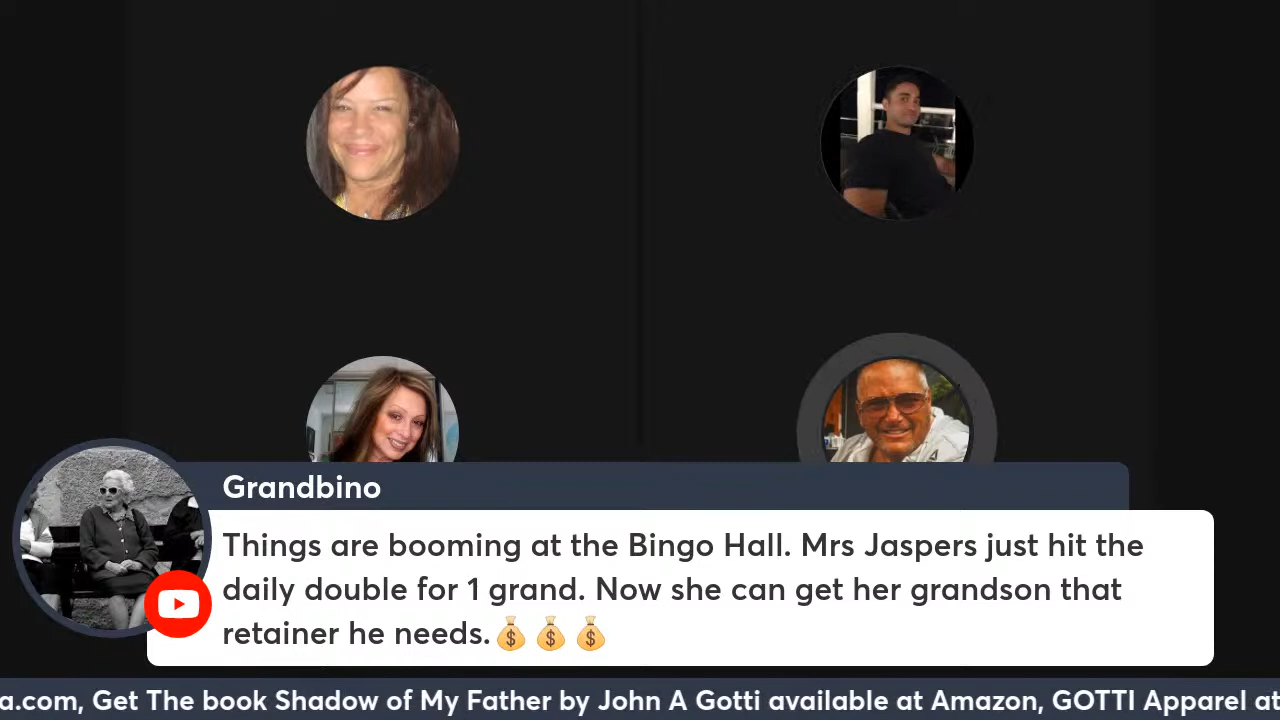 Grandbino
Things are booming at the Bingo Hall. Mrs Jaspers just hit the
daily double for 1 grand. Now she can get her grandson that
retainer he needs.💰💰💰
a.com, Get The book Shadow of My Father by John A Gotti available at Amazon, GOTTI Apparel at